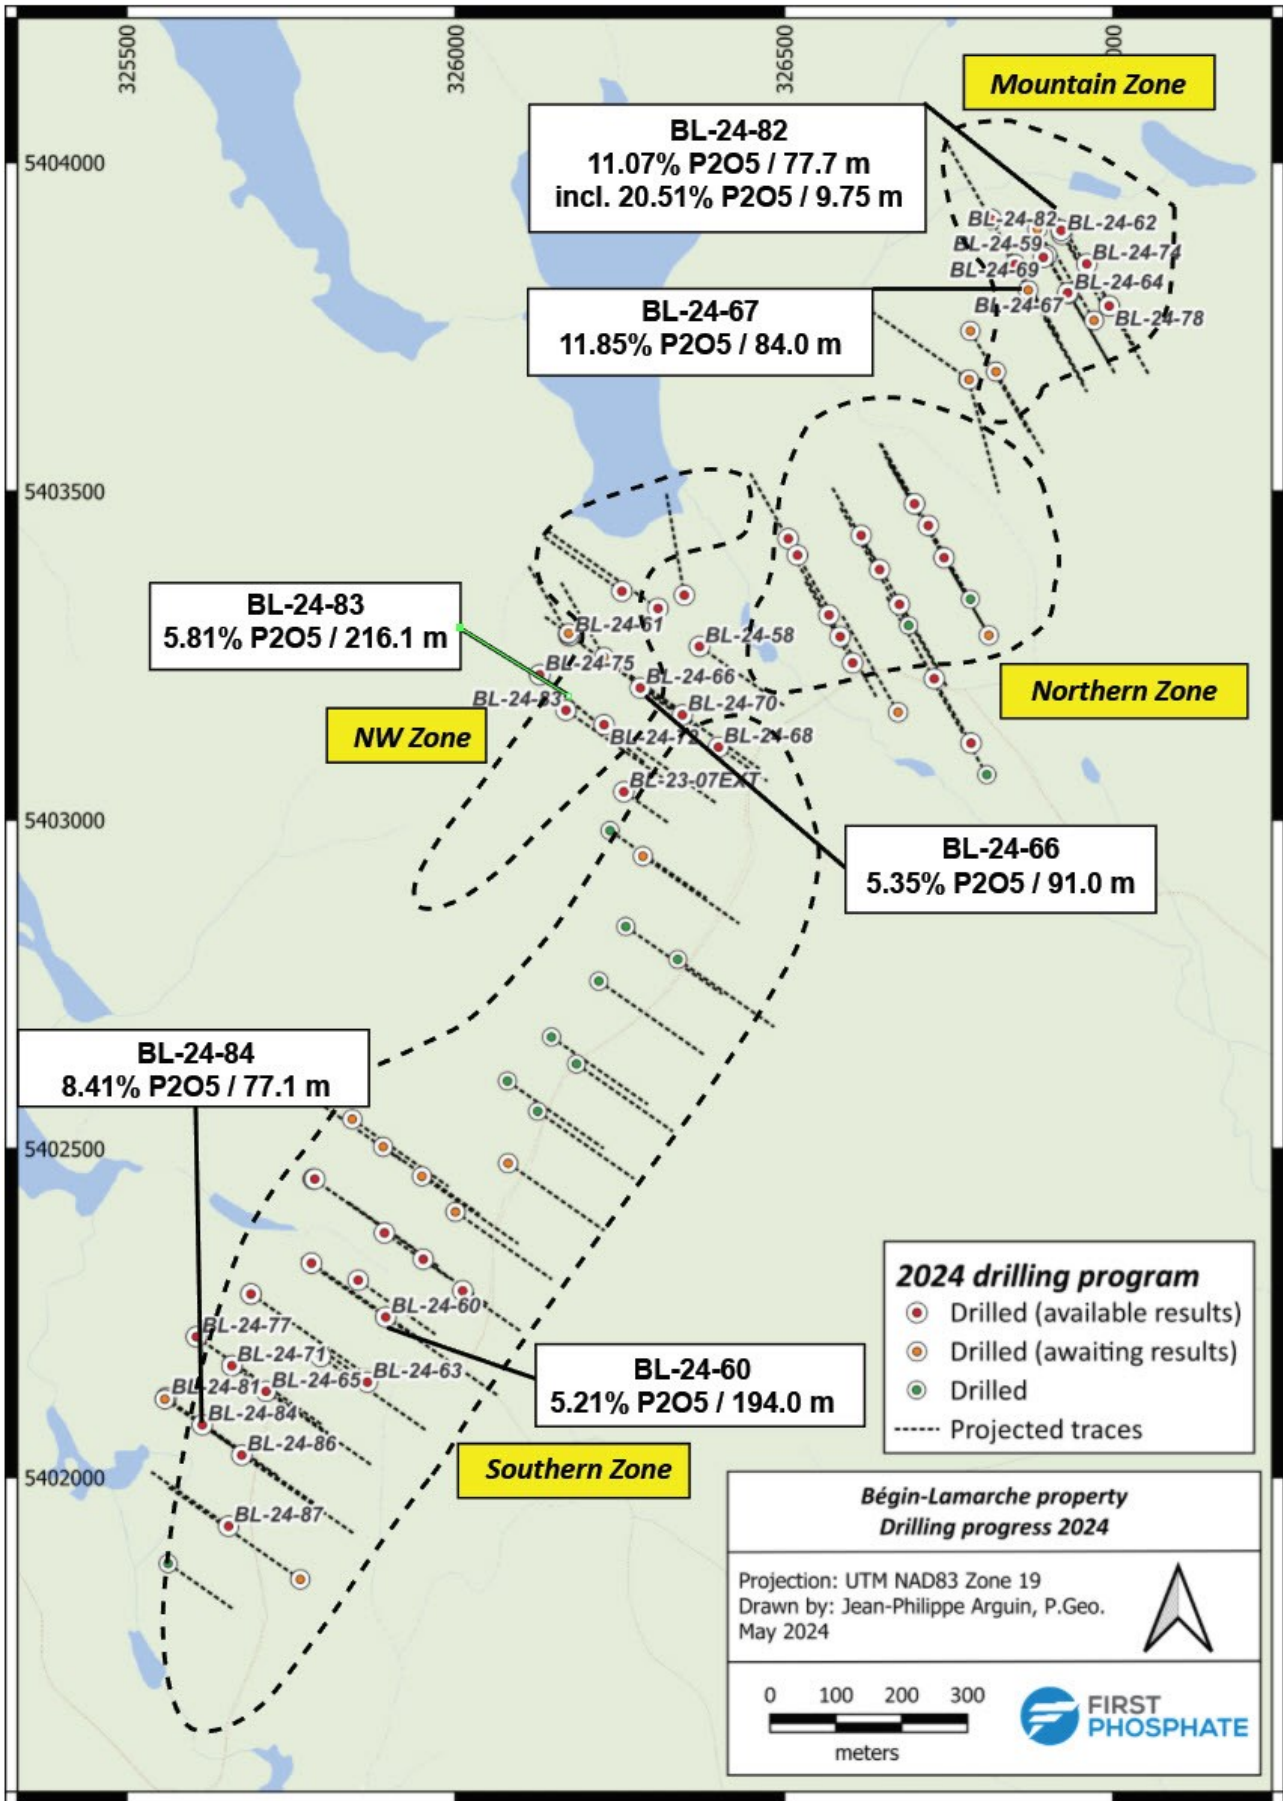 325500
326000
326500
000
Mountain Zone
BL-24-82
11.07% P2O5 / 77.7 m
incl. 20.51% P2O5 / 9.75 m
5404000
BL-24-82
BL-24-62
BL-24-59
BL-24-74
BL-24-69
BL-24-64
BL-24-67
BL-24-78
BL-24-67
11.85% P2O5 / 84.0 m
5403500
BL-24-83
5.81% P2O5 / 216.1 m
BL-24-61
BL-24-58
BL-24-75
BL-24-66
BL-24-83
BL-24-70
BL-24-72
BL-24-68
Northern Zone
NW Zone
BL-23-07EXT
5403000
BL-24-66
5.35% P2O5 / 91.0 m
BL-24-84
8.41% P2O5 / 77.1 m
5402500
BL-24-60
BL-24-77
BL-24-71
BL-24-63
BL-24-65
BL-24-81
BL-24-84
BL-24-86
BL-24-60
5.21% P2O5 / 194.0 m
Southern Zone
5402000
BL-24-87
2024 drilling program
Drilled (available results)
Drilled (awaiting results)
Drilled
Projected traces
Bégin-Lamarche property
Drilling progress 2024
Projection: UTM NAD83 Zone 19
Drawn by: Jean-Philippe Arguin, P.Geo.
May 2024
0 100 200 300
meters
FIRST
PHOSPHATE